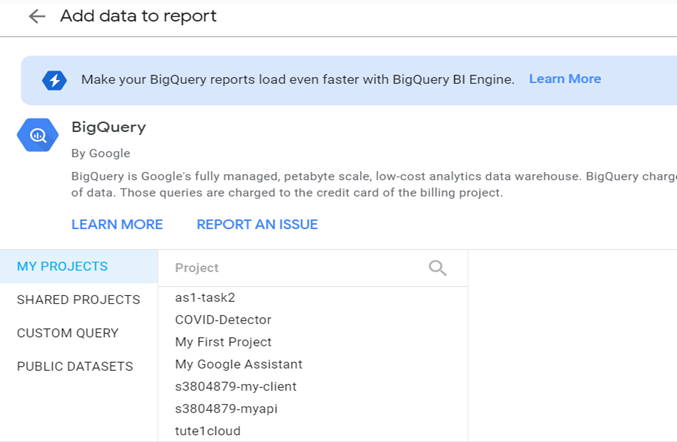 Add data to report
Make your BigQuery reports load even faster with BigQuery BI Engine. Learn More
BigQuery
By Google
BigQuery is Google's fully managed, petabyte scale, low-cost analytics data warehouse. BigQuery charge
of data. Those queries are charged to the credit card of the billing project.
LEARN MORE REPORT AN ISSUE
MY PROJECTS
SHARED PROJECTS
CUSTOM QUERY
PUBLIC DATASETS
Project
as1-task2
COVID-Detector
My First Project
My Google Assistant
s3804879-my-client
s3804879-myapi
tute1cloud